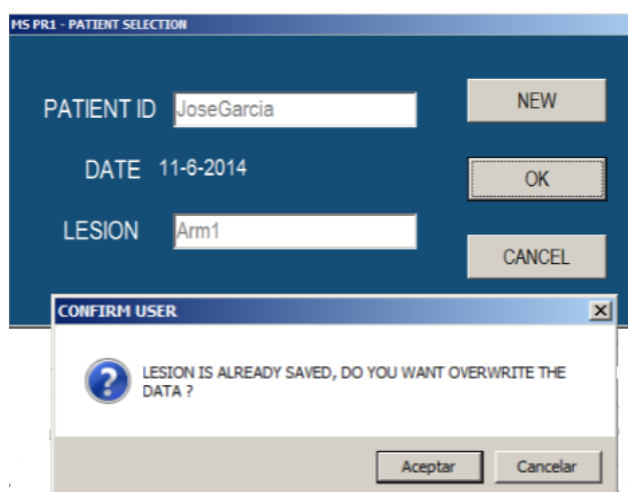 MS PR1 - PATIENT SELECTION
PATIENT ID JoseGarcia NEW
DATE 11-6-2014 OK
LESION Arm1
CANCEL
CONFIRM USER
LESION IS ALREADY SAVED, DO YOU WANT OVERWRITE THE
DATA ?
Aceptar Cancelar